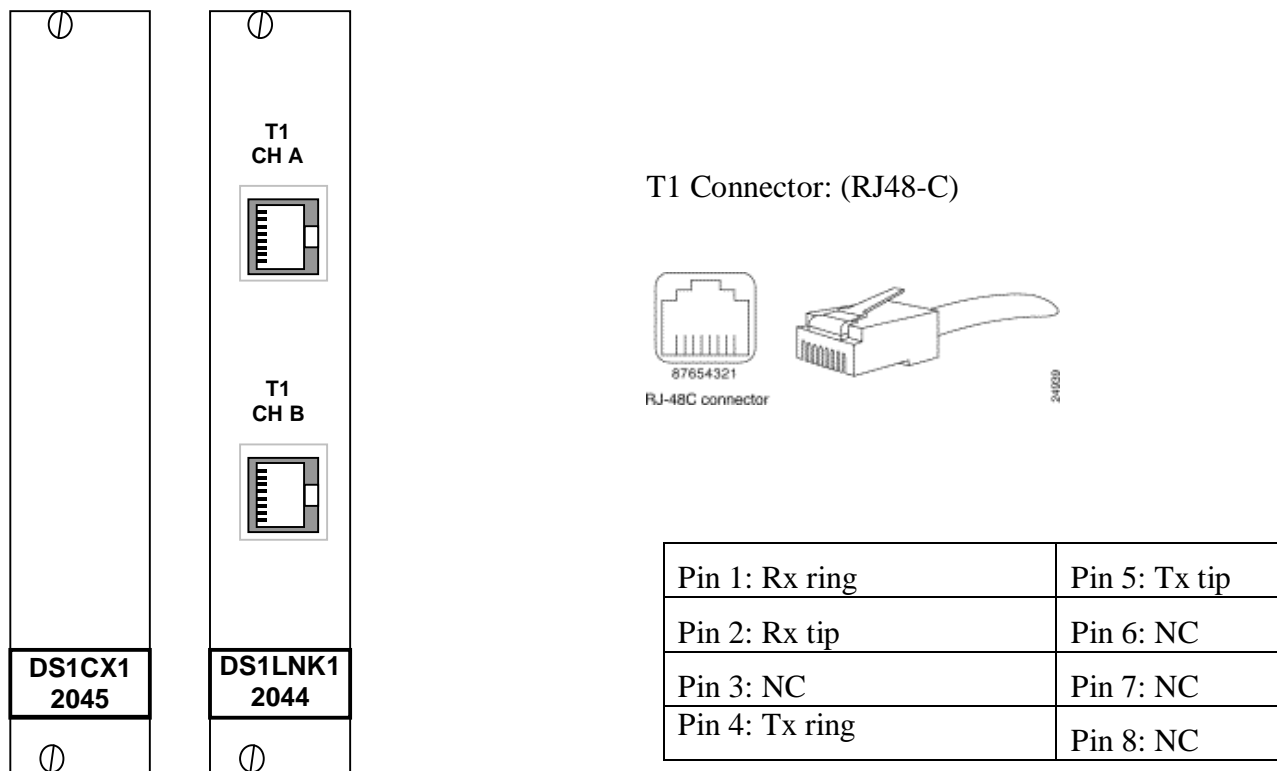 T1
CH A
T1
CH B
DS1CX1
2045
DS1LNK1
2044
T1 Connector: (RJ48-C)
87654321
RJ-48C connector
24939
Pin 1: Rx ring
Pin 5: Tx tip
Pin 2: Rx tip
Pin 6: NC
Pin 3: NC
Pin 7: NC
Pin 4: Tx ring
Pin 8: NC